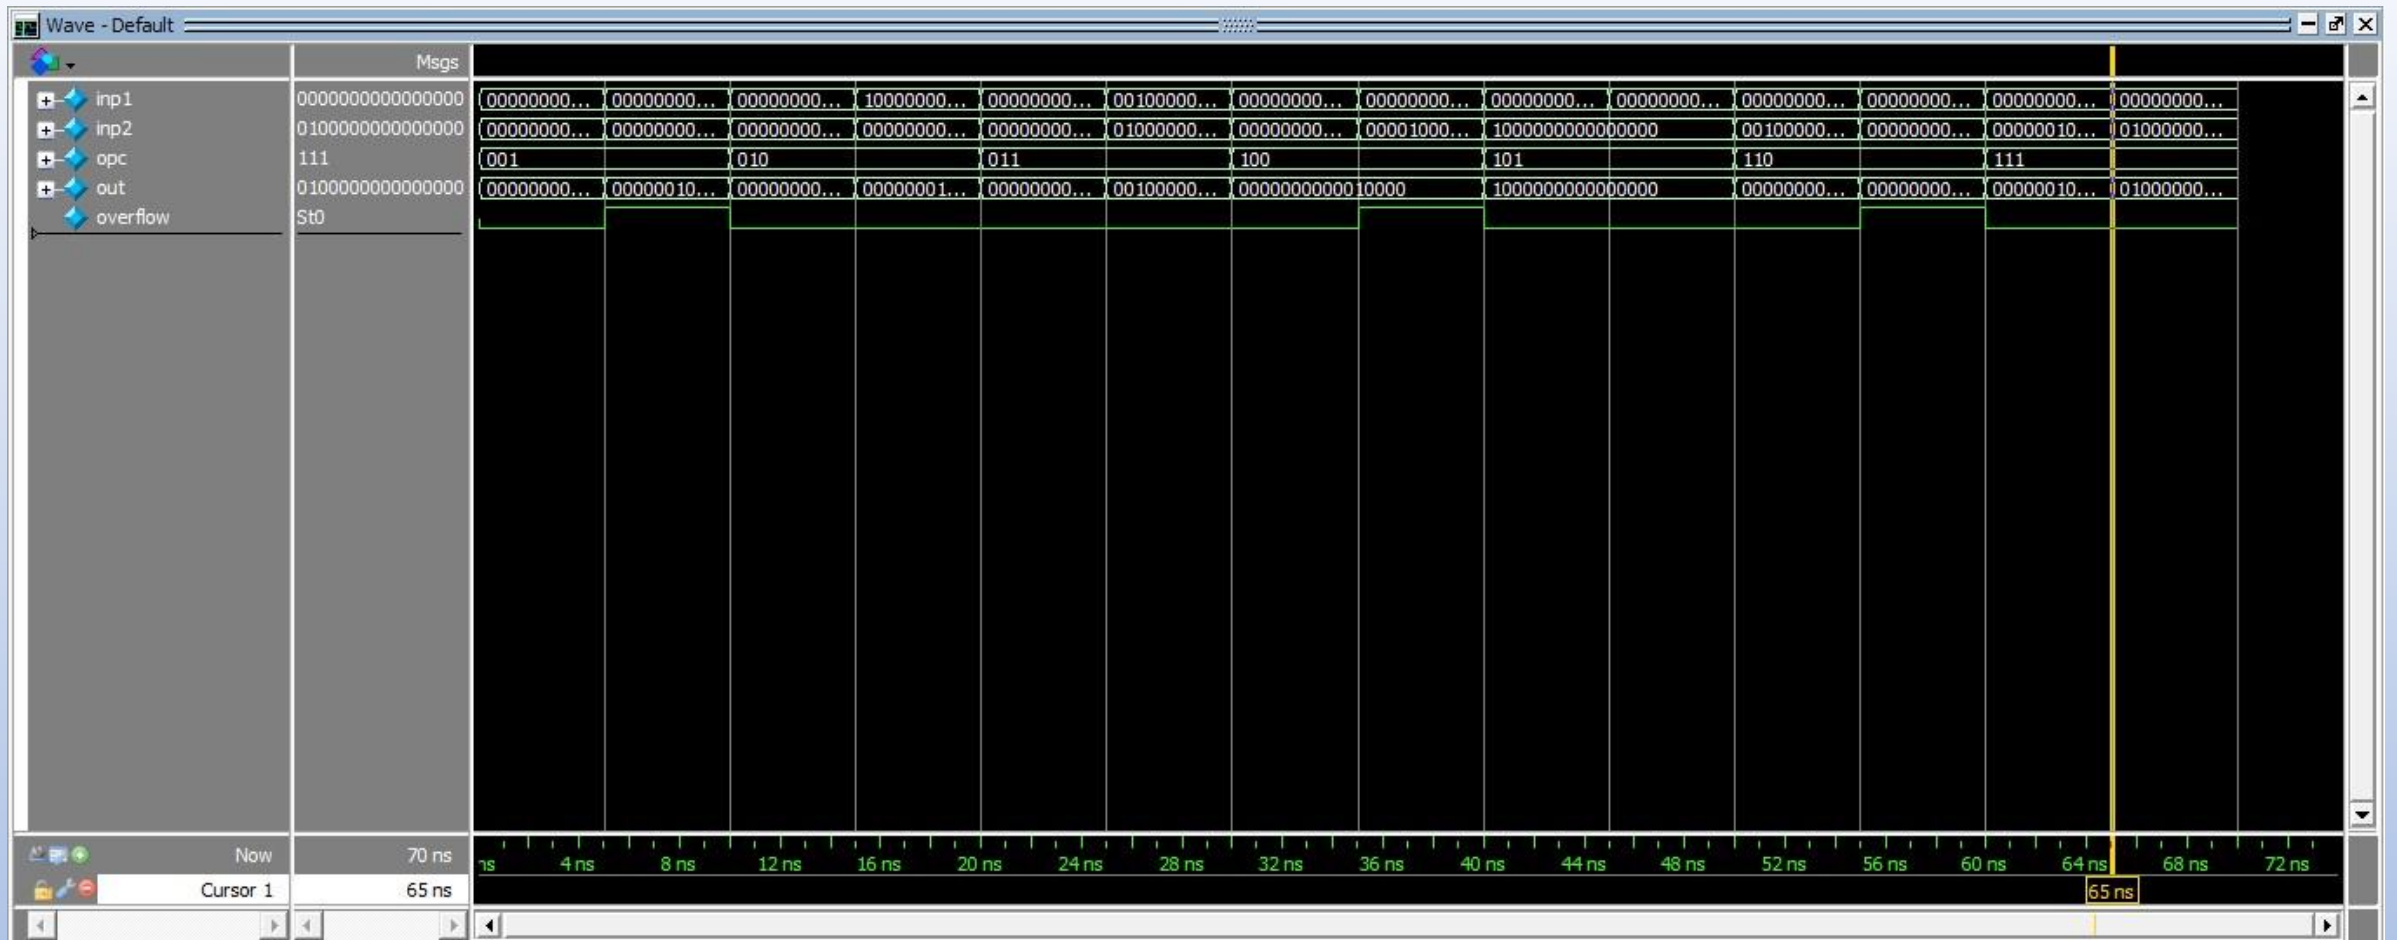 Wave - Default
Msgs
inp1 0000000000000000 00000000... 00000000... 00000000... 10000000... 00000000... 00100000... 00000000... 00000000... 00000000... 00000000... 00000000... 00000000... 00000000... 00000000...
inp2 0100000000000000 00000000... 00000000... 00000000... 00000000... 00000000... 01000000... 00000000... 00001000... 1000000000000000 00100000... 00000000... 00000010... 01000000...
opc 111 001 010 011 100 101 110 111
out 0100000000000000 00000000... 00000010... 00000000... 00000001... 00000000... 00100000... 0000000000010000 1000000000000000 00000000... 00000000... 00000010... 01000000...
overflow St0
Now 70 ns ns 4 ns 8 ns 12 ns 16 ns 20 ns 24 ns 28 ns 32 ns 36 ns 40 ns 44 ns 48 ns 52 ns 56 ns 60 ns 64 ns 68 ns 72 ns
Cursor 1 65 ns 65 ns